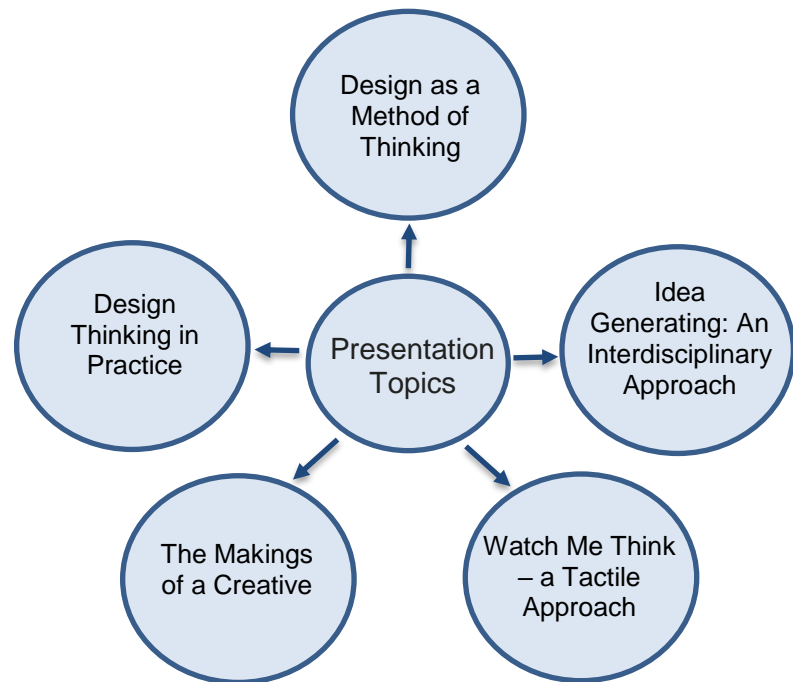 Design as a
Method of
Thinking
Design
Thinking in
Practice
Presentation
Topics
Idea
Generating: An
Interdisciplinary
Approach
The Makings
of a Creative
Watch Me Think
– a Tactile
Approach